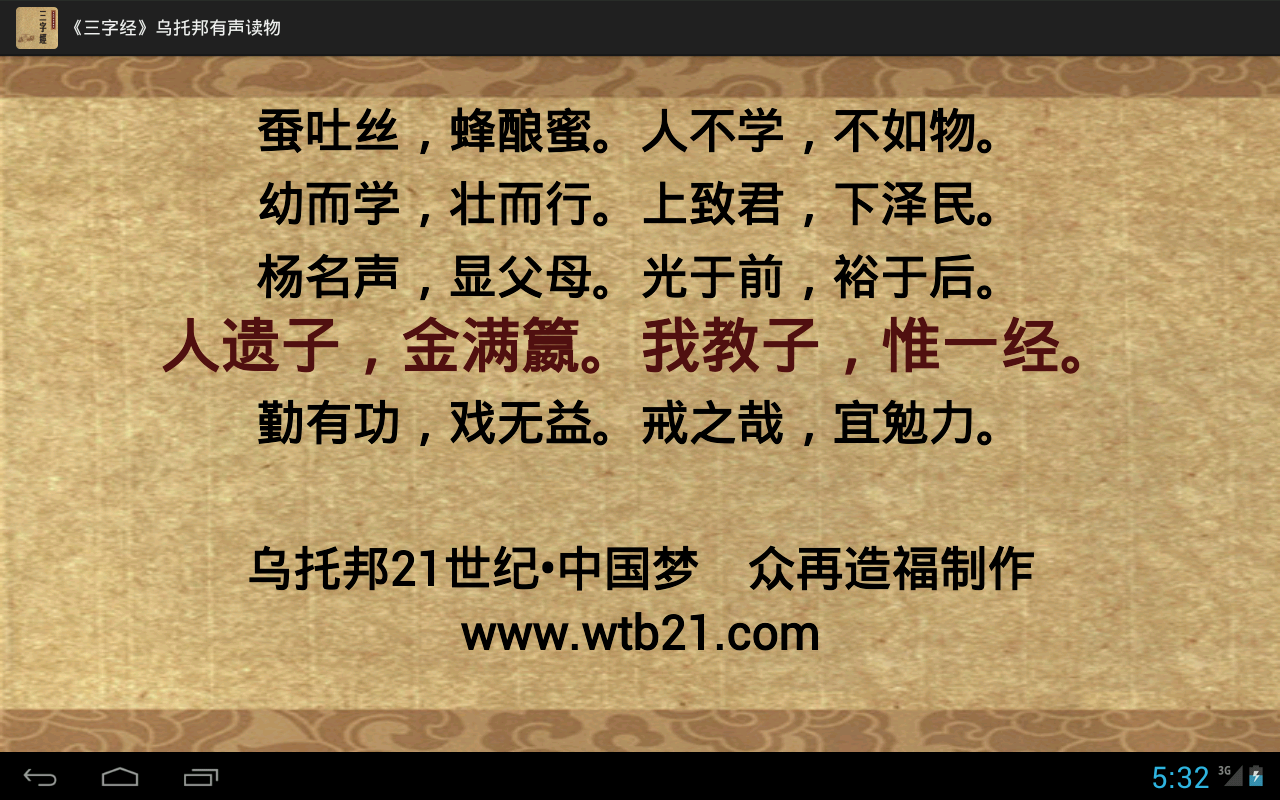 《三字经》乌托邦有声读物
蚕吐丝，蜂酿蜜。人不学，不如物。
幼而学，壮而行。上致君，下泽民。
杨名声，显父母。光于前，裕于后。
人遗子，金满籯。我教子，惟一经。
勤有功，戏无益。戒之哉，宜勉力。
乌托邦21世纪•中国梦　众再造福制作
www.wtb21.com
5:32 3G